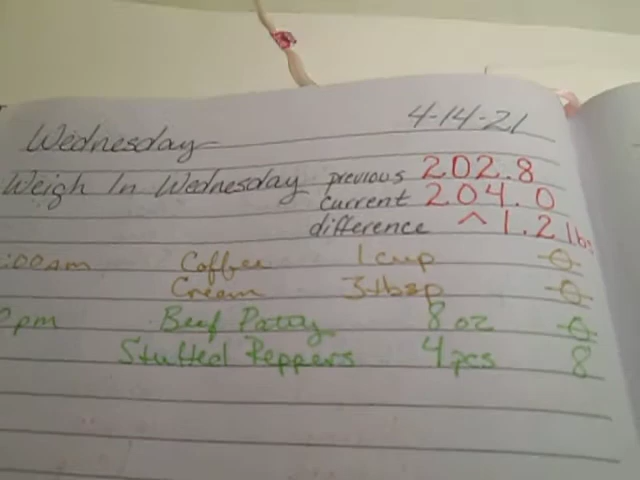 4-14-21
Wednesday
Weigh In Wednesday previous 202.8
current 204.0
difference ^ 1.2 lbs
:00am Coffee 1 cup 0
Cream 3 tbsp 0
pm Beef Patty 8 oz 0
Stuffed Peppers 4 pcs 8